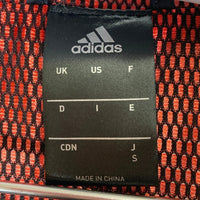 adidas
UK US F
D I E
CDN J
S
MADE IN CHINA